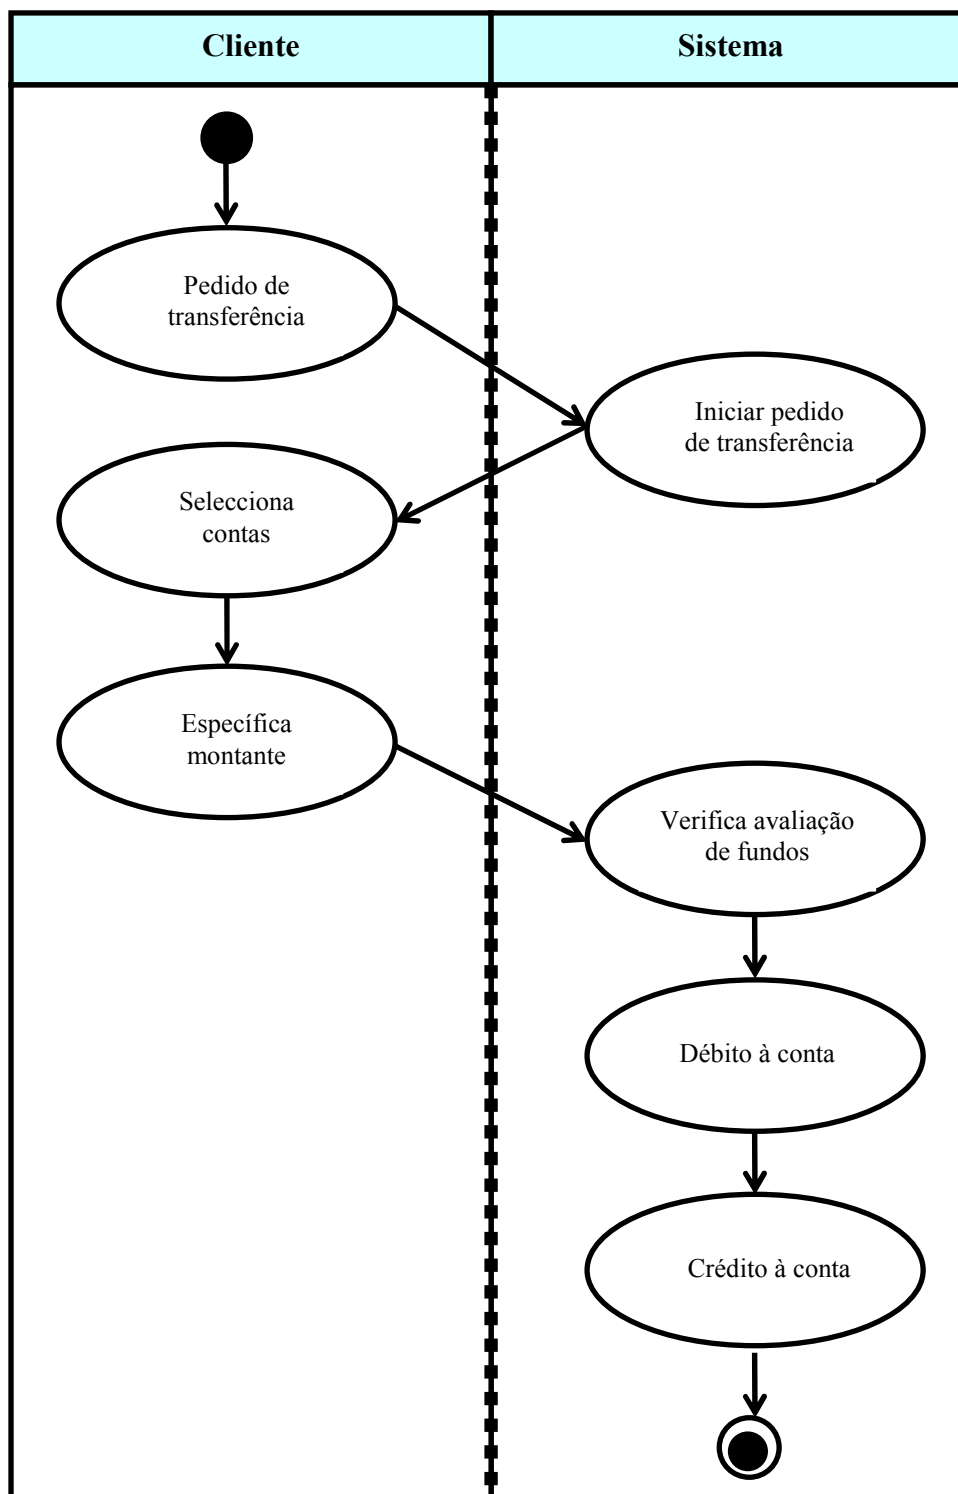 Cliente
Sistema
Pedido de
transferência
Iniciar pedido
de transferência
Selecciona
contas
Específica
montante
Verifica avaliação
de fundos
Débito à conta
Crédito à conta